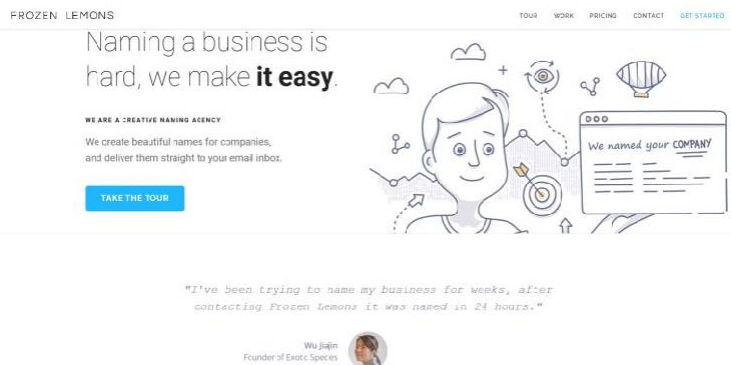 FROZEN LEMONS
TOUR WORK PRICING CONTACT GET STARTED
Naming a business is
hard, we make it easy.
WE ARE A CREATIVE NAMING AGENCY
We create beautiful names for companies,
and deliver them straight to your email inbox.
TAKE THE TOUR
We named your COMPANY
"I've been trying to name my business for weeks, after
contacting Frozen Lemons it was named in 24 hours."
Wu Jiajin
Founder of Exotic Species